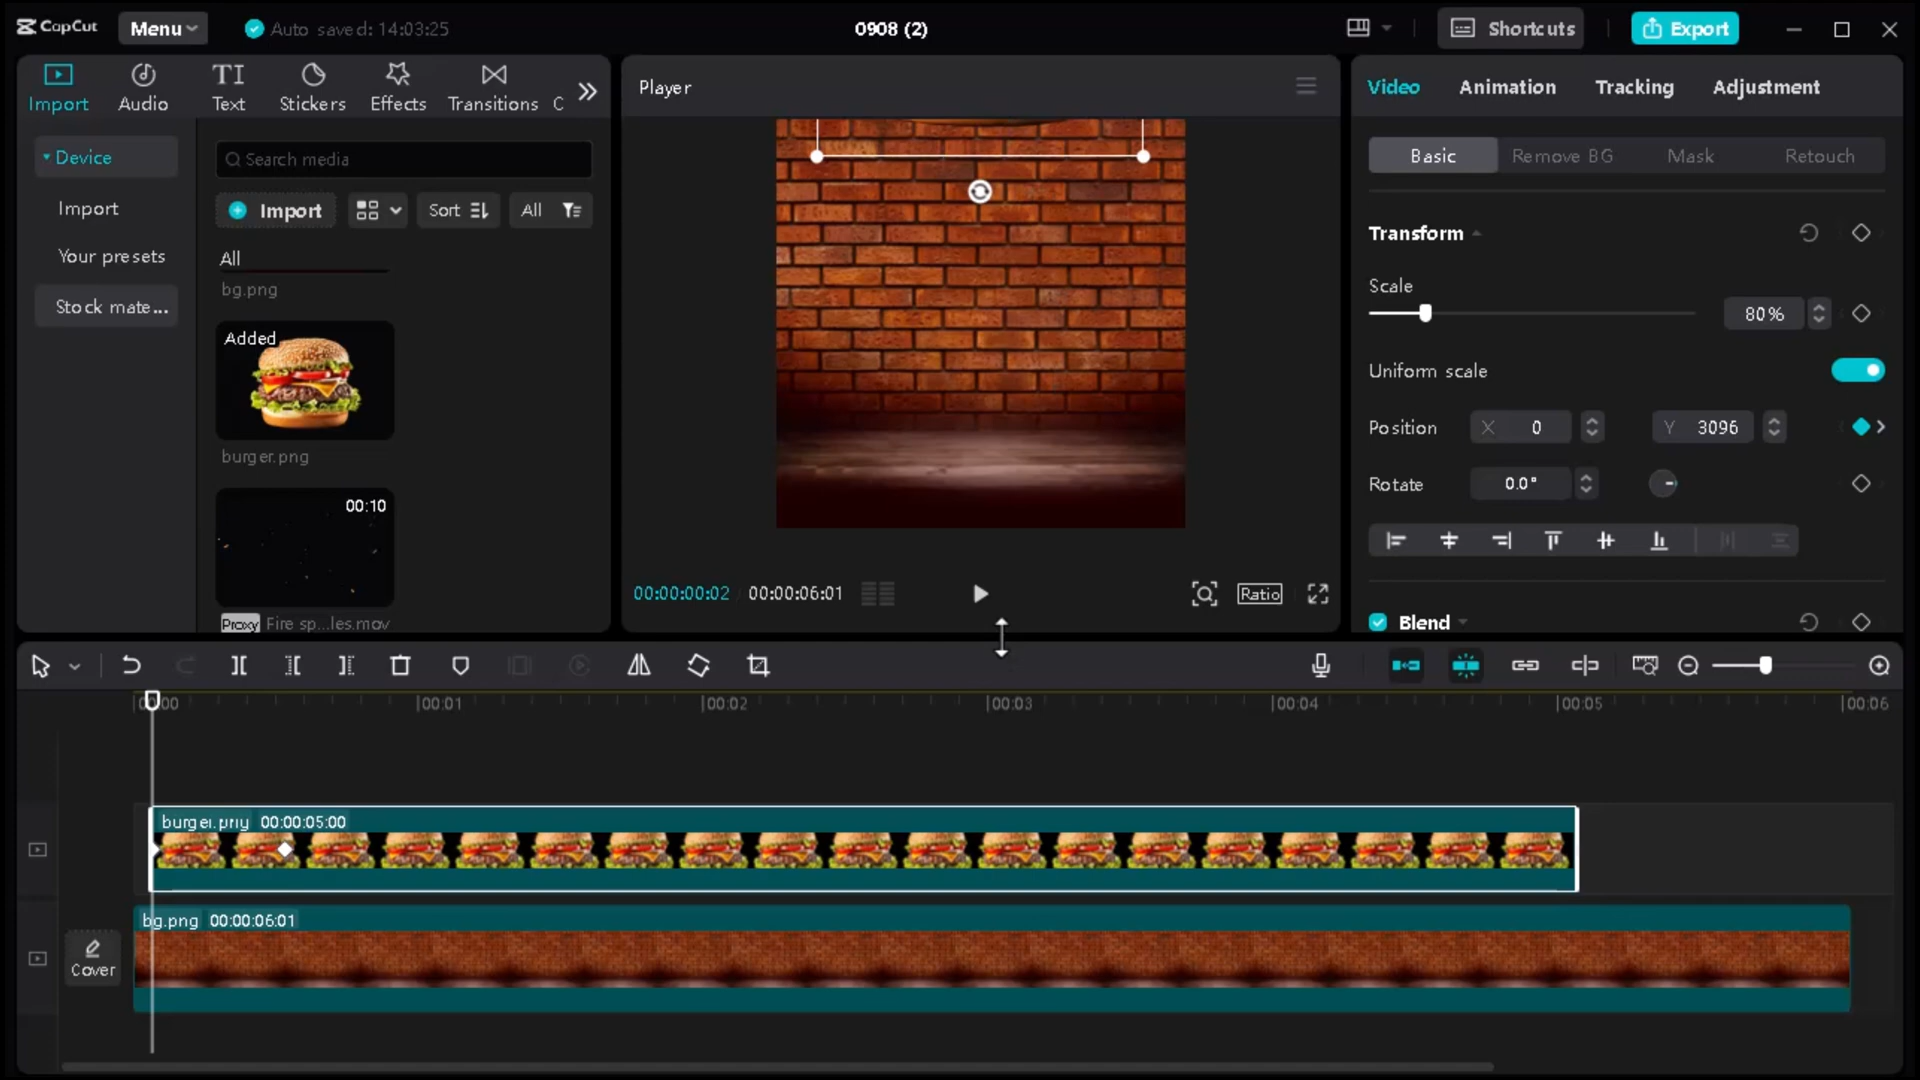 CapCut
Menu
Auto saved: 14:03:25
0908 (2)
Shortcuts
Export
Import
Audio
TI
Text
Stickers
Effects
Transitions
C
Player
Video
Animation
Tracking
Adjustment
Device
Import
Your presets
Stock mate...
Search media
Import
Sort
All
All
bg.png
Added
burger.png
00:10
Proxy
Fire sp...les.mov
Basic
Remove BG
Mask
Retouch
Transform
Scale
80%
Uniform scale
Position
X 0
Y 3096
Rotate
0.0°
Blend
00:00:00:02
00:00:06:01
Ratio
00:01
00:02
00:03
00:04
00:05
00:06
burger.png 00:00:05:00
bg.png 00:00:06:01
Cover